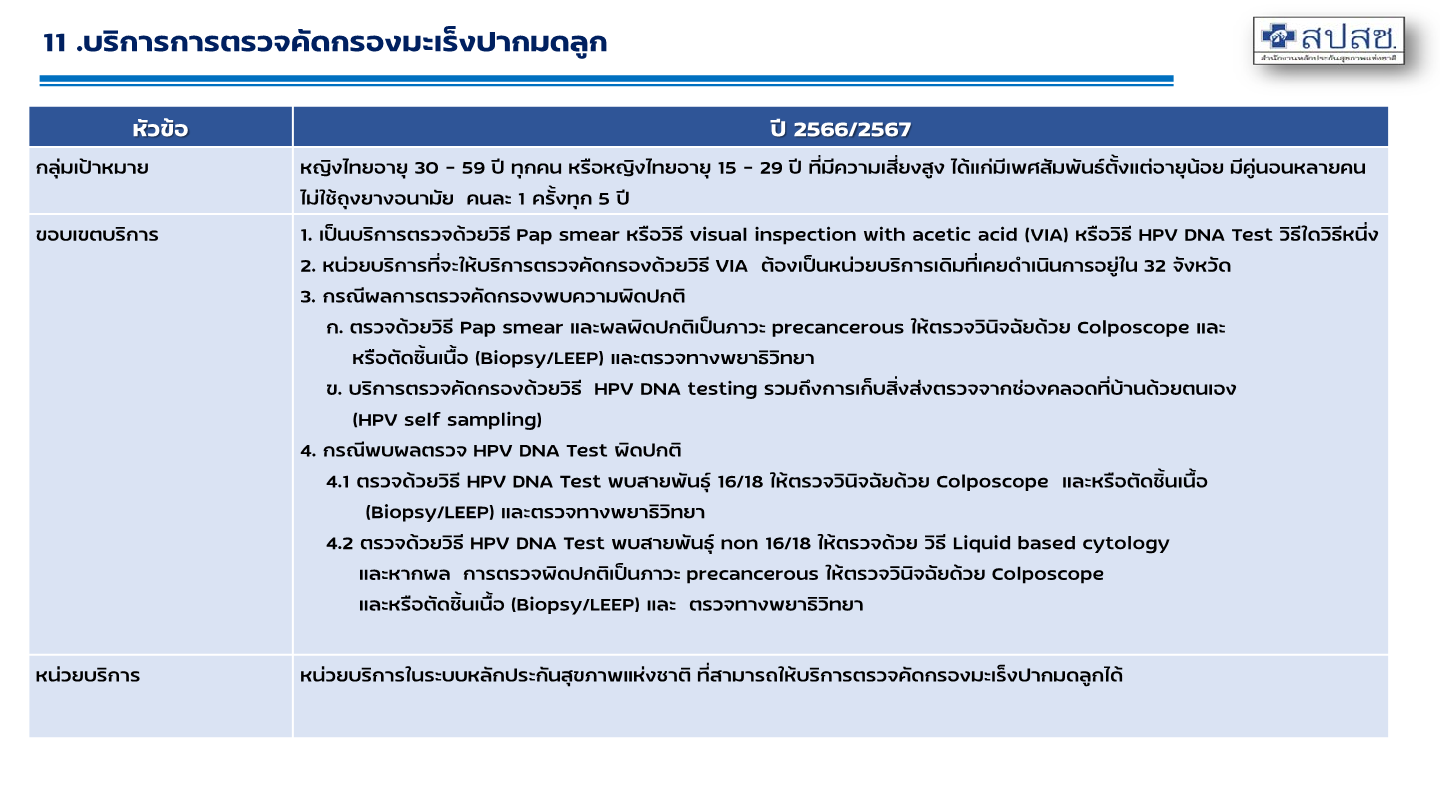 11 .บริการการตรวจคัดกรองมะเร็งปากมดลูก
สปสช.
สำนักงานหลักประกันสุขภาพแห่งชาติ
หัวข้อ
ปี 2566/2567
กลุ่มเป้าหมาย
หญิงไทยอายุ 30 - 59 ปี ทุกคน หรือหญิงไทยอายุ 15 - 29 ปี ที่มีความเสี่ยงสูง ได้แก่มีเพศสัมพันธ์ตั้งแต่อายุน้อย มีคู่นอนหลายคน
ไม่ใช้ถุงยางอนามัย คนละ 1 ครั้งทุก 5 ปี
ขอบเขตบริการ
1. เป็นบริการตรวจด้วยวิธี Pap smear หรือวิธี visual inspection with acetic acid (VIA) หรือวิธี HPV DNA Test วิธีใดวิธีหนึ่ง
2. หน่วยบริการที่จะให้บริการตรวจคัดกรองด้วยวิธี VIA ต้องเป็นหน่วยบริการเดิมที่เคยดำเนินการอยู่ใน 32 จังหวัด
3. กรณีผลการตรวจคัดกรองพบความผิดปกติ
ก. ตรวจด้วยวิธี Pap smear และผลผิดปกติเป็นภาวะ precancerous ให้ตรวจวินิจฉัยด้วย Colposcope และ
หรือตัดชิ้นเนื้อ (Biopsy/LEEP) และตรวจทางพยาธิวิทยา
ข. บริการตรวจคัดกรองด้วยวิธี HPV DNA testing รวมถึงการเก็บสิ่งส่งตรวจจากช่องคลอดที่บ้านด้วยตนเอง
(HPV self sampling)
4. กรณีพบผลตรวจ HPV DNA Test ผิดปกติ
4.1 ตรวจด้วยวิธี HPV DNA Test พบสายพันธุ์ 16/18 ให้ตรวจวินิจฉัยด้วย Colposcope และหรือตัดชิ้นเนื้อ
(Biopsy/LEEP) และตรวจทางพยาธิวิทยา
4.2 ตรวจด้วยวิธี HPV DNA Test พบสายพันธุ์ non 16/18 ให้ตรวจด้วย วิธี Liquid based cytology
และหากผล การตรวจผิดปกติเป็นภาวะ precancerous ให้ตรวจวินิจฉัยด้วย Colposcope
และหรือตัดชิ้นเนื้อ (Biopsy/LEEP) และ ตรวจทางพยาธิวิทยา
หน่วยบริการ
หน่วยบริการในระบบหลักประกันสุขภาพแห่งชาติ ที่สามารถให้บริการตรวจคัดกรองมะเร็งปากมดลูกได้